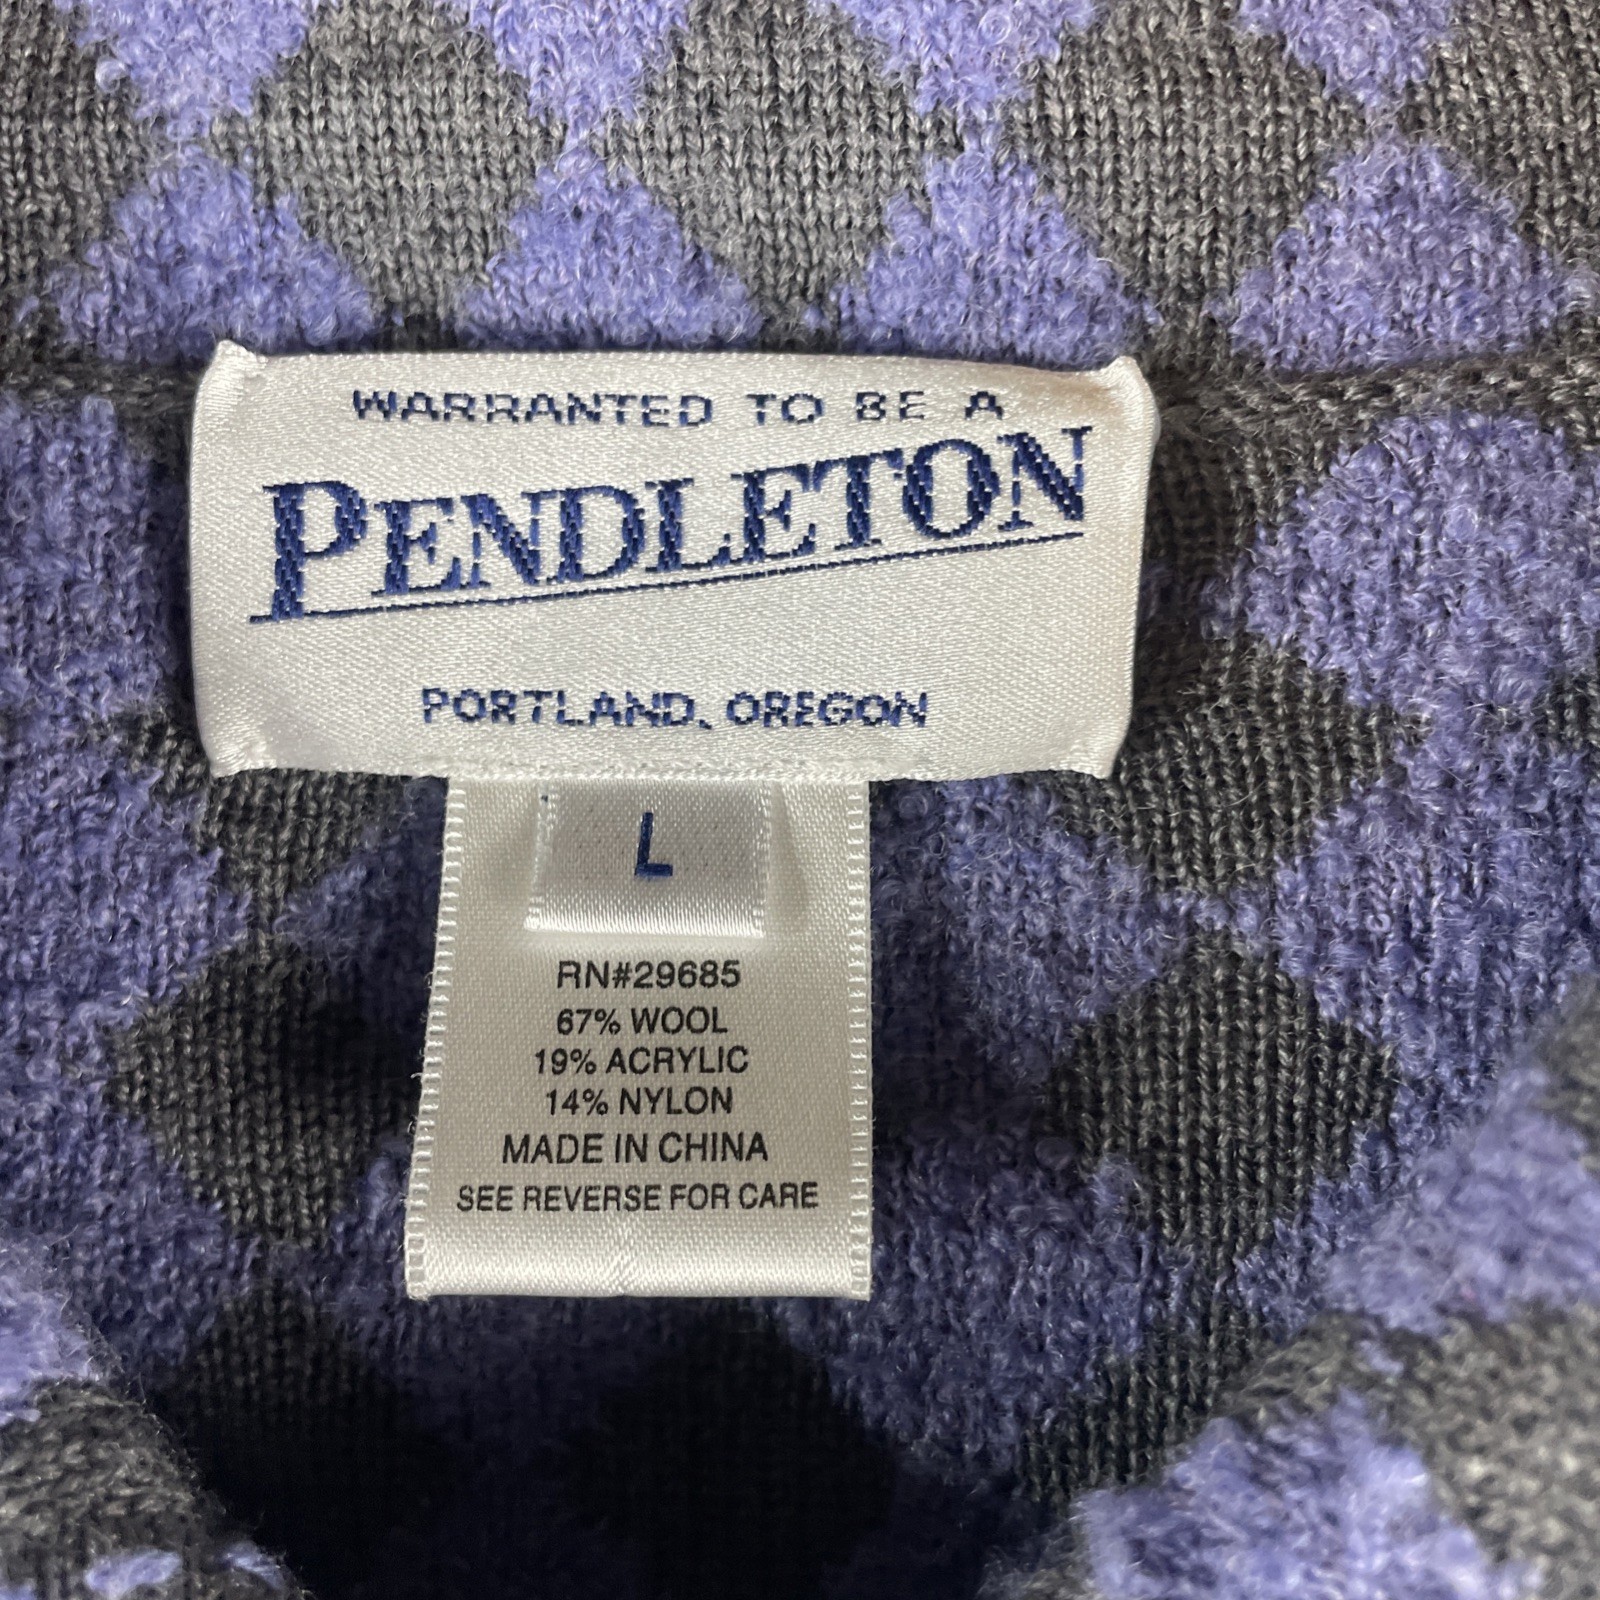 WARRANTED TO BE A
PENDLETON
PORTLAND, OREGON
L
RN#29685
67% WOOL
19% ACRYLIC
14% NYLON
MADE IN CHINA
SEE REVERSE FOR CARE